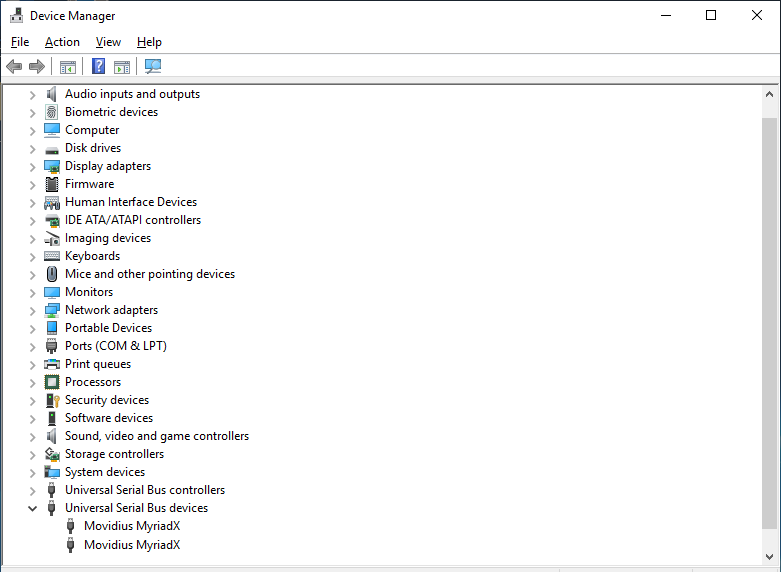 Device Manager
File Action View Help
Audio inputs and outputs
Biometric devices
Computer
Disk drives
Display adapters
Firmware
Human Interface Devices
IDE ATA/ATAPI controllers
Imaging devices
Keyboards
Mice and other pointing devices
Monitors
Network adapters
Portable Devices
Ports (COM & LPT)
Print queues
Processors
Security devices
Software devices
Sound, video and game controllers
Storage controllers
System devices
Universal Serial Bus controllers
Universal Serial Bus devices
Movidius MyriadX
Movidius MyriadX